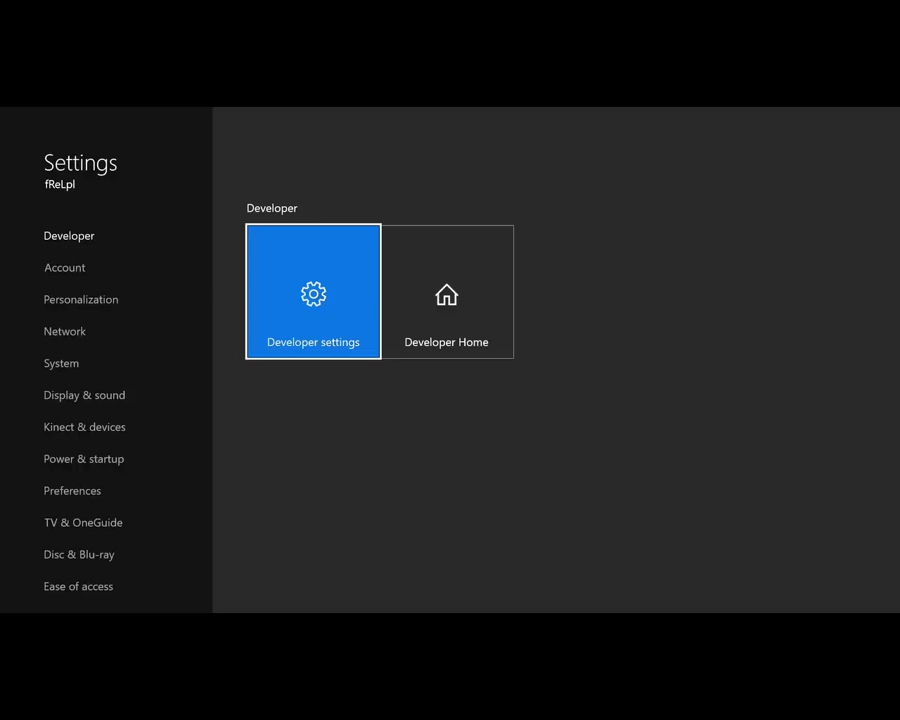 Settings
fReLpl
Developer
Account
Personalization
Network
System
Display & sound
Kinect & devices
Power & startup
Preferences
TV & OneGuide
Disc & Blu-ray
Ease of access
Developer
Developer settings
Developer Home